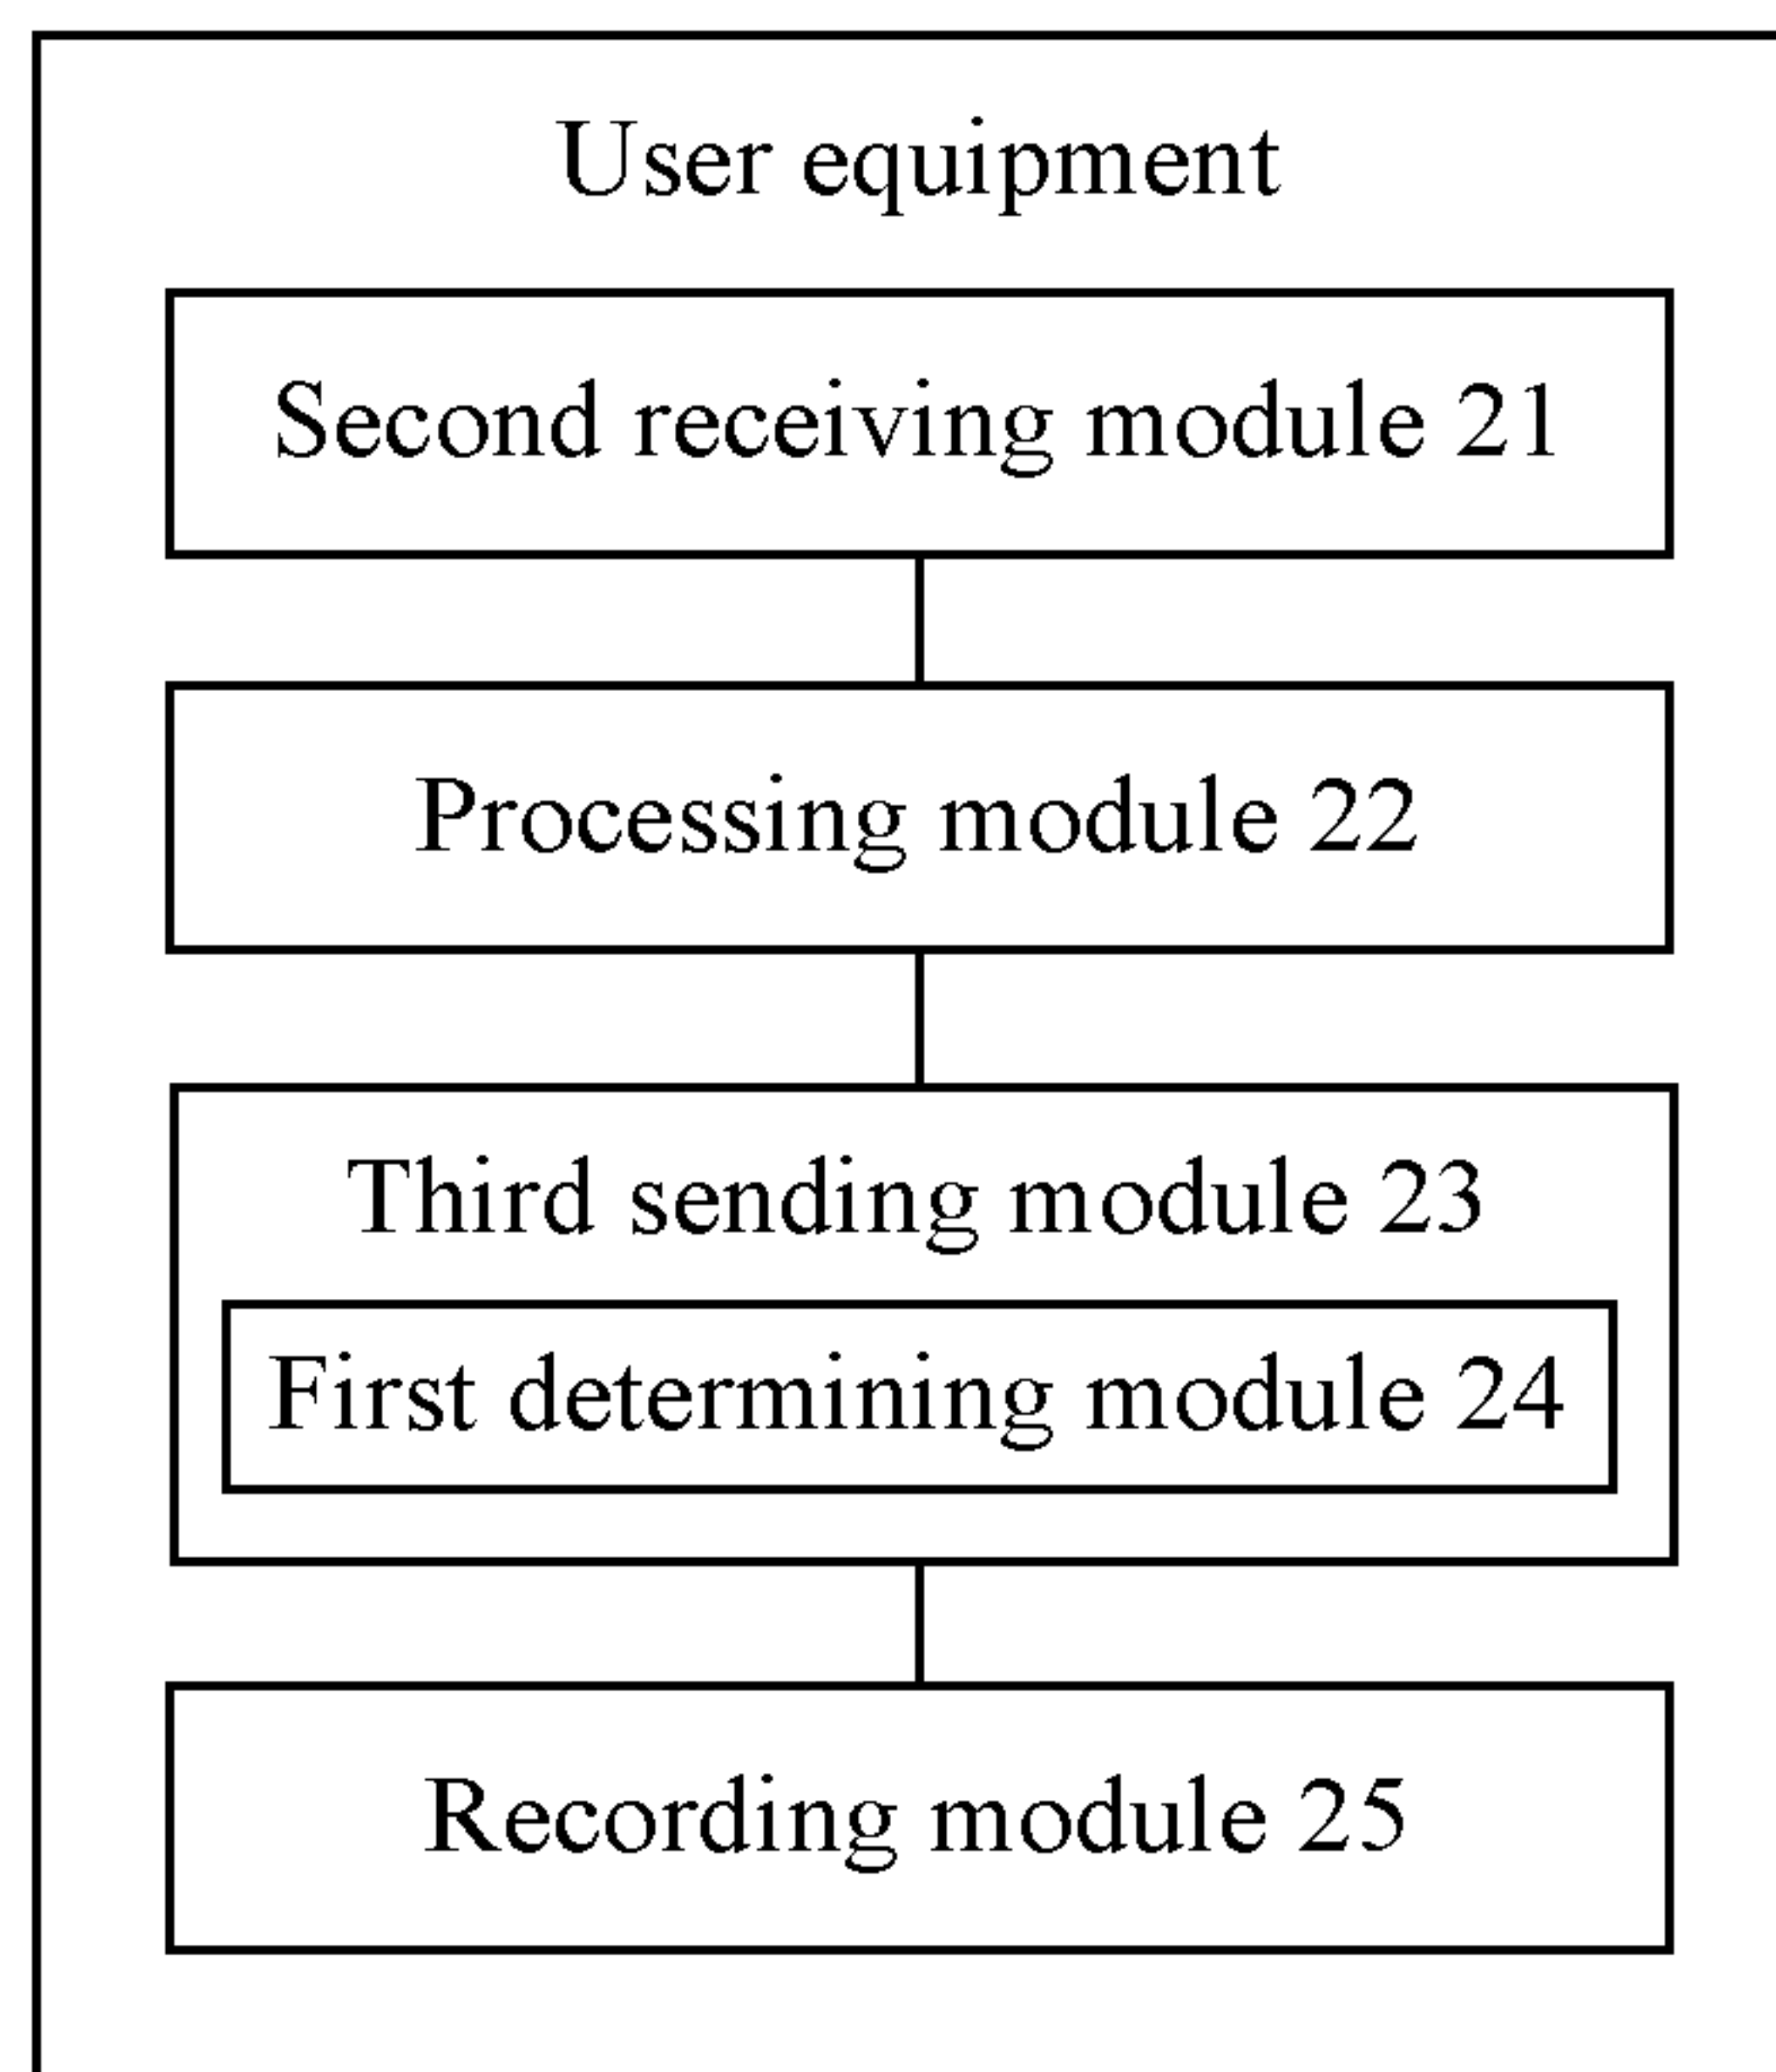 User equipment
Second receiving module 21
Processing module 22
Third sending module 23
First determining module 24
Recording module 25